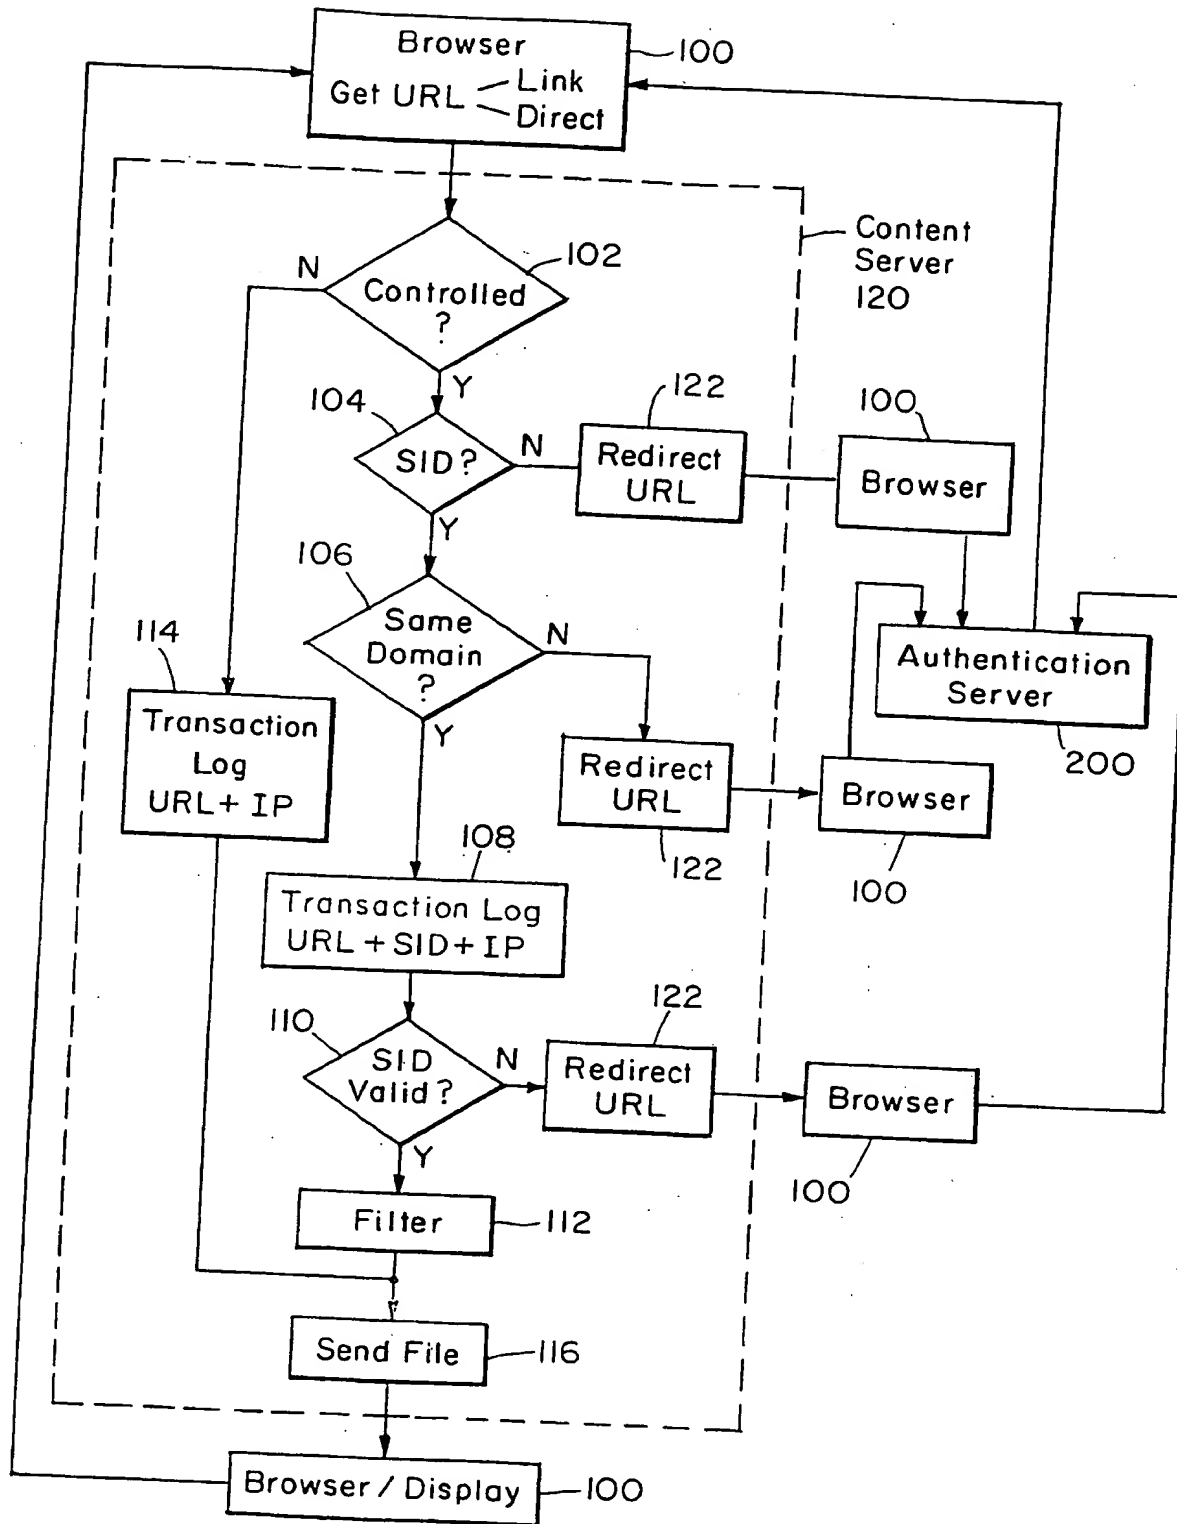 Browser
Get URL
Link
Direct
100
Content
Server
120
Controlled
?
102
N
Y
SID?
104
N
Y
Redirect
URL
122
Browser
100
Same
Domain
?
106
N
Y
Authentication
Server
200
Transaction
Log
URL + IP
114
Redirect
URL
122
Browser
100
Transaction Log
URL + SID + IP
108
SID
Valid?
110
N
Y
Redirect
URL
122
Browser
100
Filter
112
Send File
116
Browser / Display
100